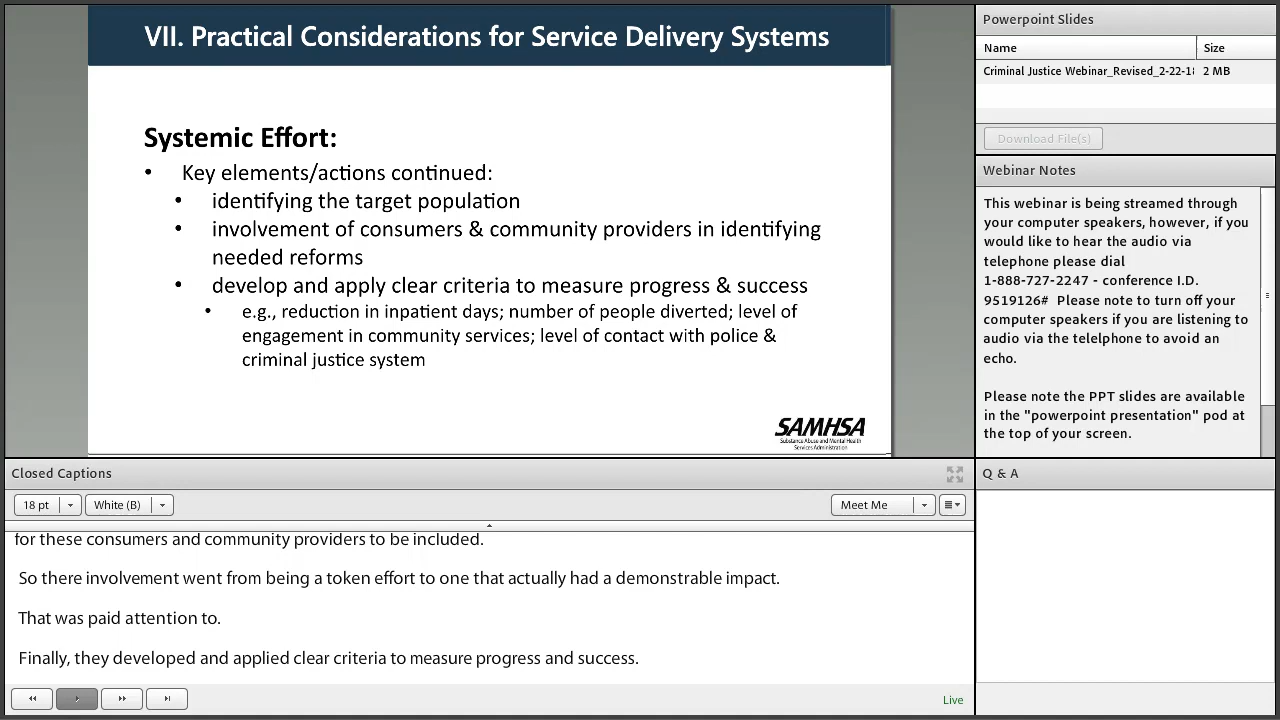 VII. Practical Considerations for Service Delivery Systems
Systemic Effort:
• Key elements/actions continued:
• identifying the target population
• involvement of consumers & community providers in identifying
needed reforms
• develop and apply clear criteria to measure progress & success
• e.g., reduction in inpatient days; number of people diverted; level of
engagement in community services; level of contact with police &
criminal justice system
SAMHSA
Substance Abuse and Mental Health
Services Administration
Powerpoint Slides
Name Size
Criminal Justice Webinar_Revised_2-22-18 2 MB
Download File(s)
Webinar Notes
This webinar is being streamed through
your computer speakers, however, if you
would like to hear the audio via
telephone please dial
1-888-727-2247 - conference I.D.
9519126# Please note to turn off your
computer speakers if you are listening to
audio via the telelphone to avoid an
echo.
Please note the PPT slides are available
in the "powerpoint presentation" pod at
the top of your screen.
Closed Captions
18 pt White (B) Meet Me
for these consumers and community providers to be included.
So there involvement went from being a token effort to one that actually had a demonstrable impact.
That was paid attention to.
Finally, they developed and applied clear criteria to measure progress and success.
Live
Q & A